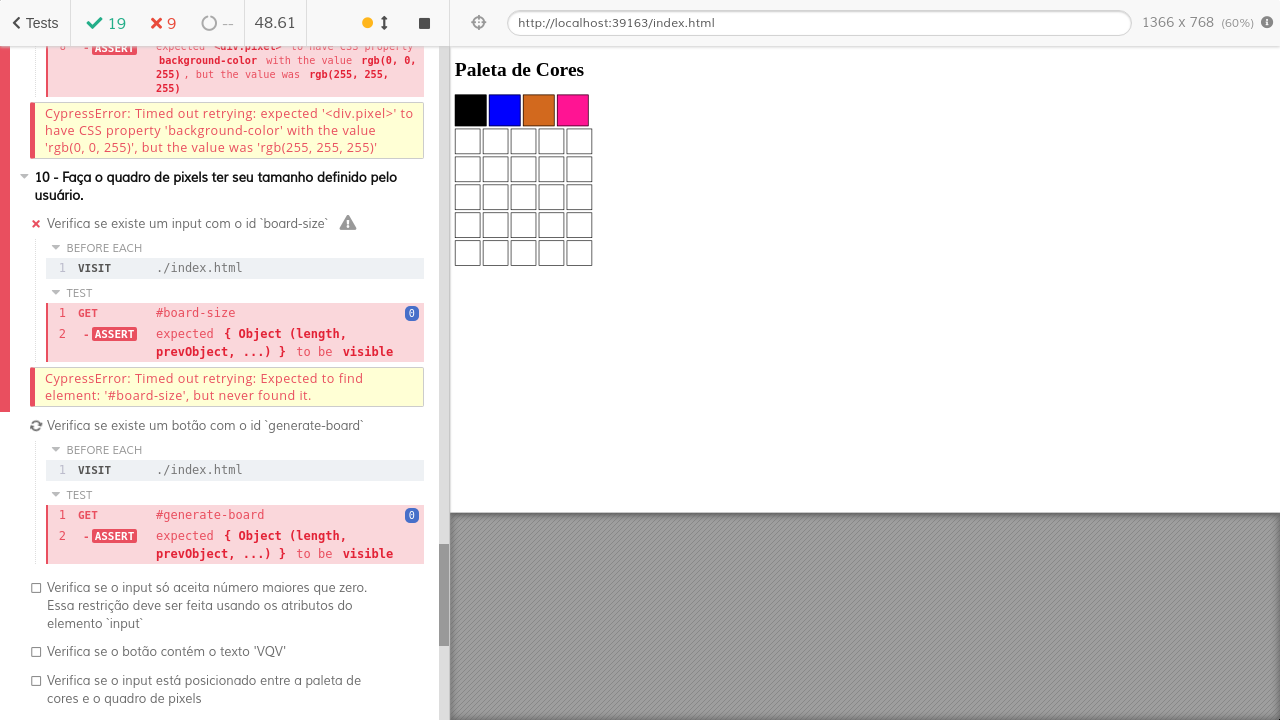 Tests
19
9
--
48.61
http://localhost:39163/index.html
1366 x 768 (60%)
6 - ASSERT expected <div.pixel> to have CSS property
background-color with the value rgb(0, 0,
255) , but the value was rgb(255, 255,
255)
CypressError: Timed out retrying: expected '<div.pixel>' to
have CSS property 'background-color' with the value
'rgb(0, 0, 255)', but the value was 'rgb(255, 255, 255)'
10 - Faça o quadro de pixels ter seu tamanho definido pelo
usuário.
Verifica se existe um input com o id `board-size`
BEFORE EACH
1 VISIT ./index.html
TEST
1 GET #board-size 0
2 - ASSERT expected { Object (length,
prevObject, ...) } to be visible
CypressError: Timed out retrying: Expected to find
element: '#board-size', but never found it.
Verifica se existe um botão com o id `generate-board`
BEFORE EACH
1 VISIT ./index.html
TEST
1 GET #generate-board 0
2 - ASSERT expected { Object (length,
prevObject, ...) } to be visible
Verifica se o input só aceita número maiores que zero.
Essa restrição deve ser feita usando os atributos do
elemento `input`
Verifica se o botão contém o texto 'VQV'
Verifica se o input está posicionado entre a paleta de
cores e o quadro de pixels
Paleta de Cores